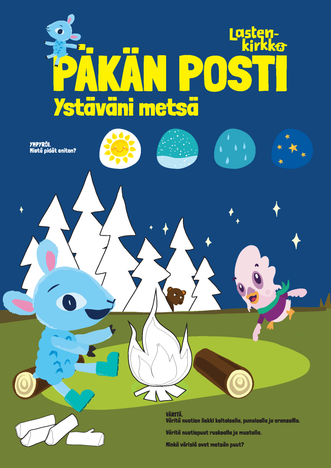 Lasten-
kirkko
PÄKÄN POSTI
Ystäväni metsä
YMPYRÖI.
Mistä pidät eniten?
VÄRITÄ.
Väritä nuotion liekki keltaisella, punaisella ja oranssilla.
Väritä nuotiopuut ruskealla ja mustalla.
Minkä värisiä ovat metsän puut?